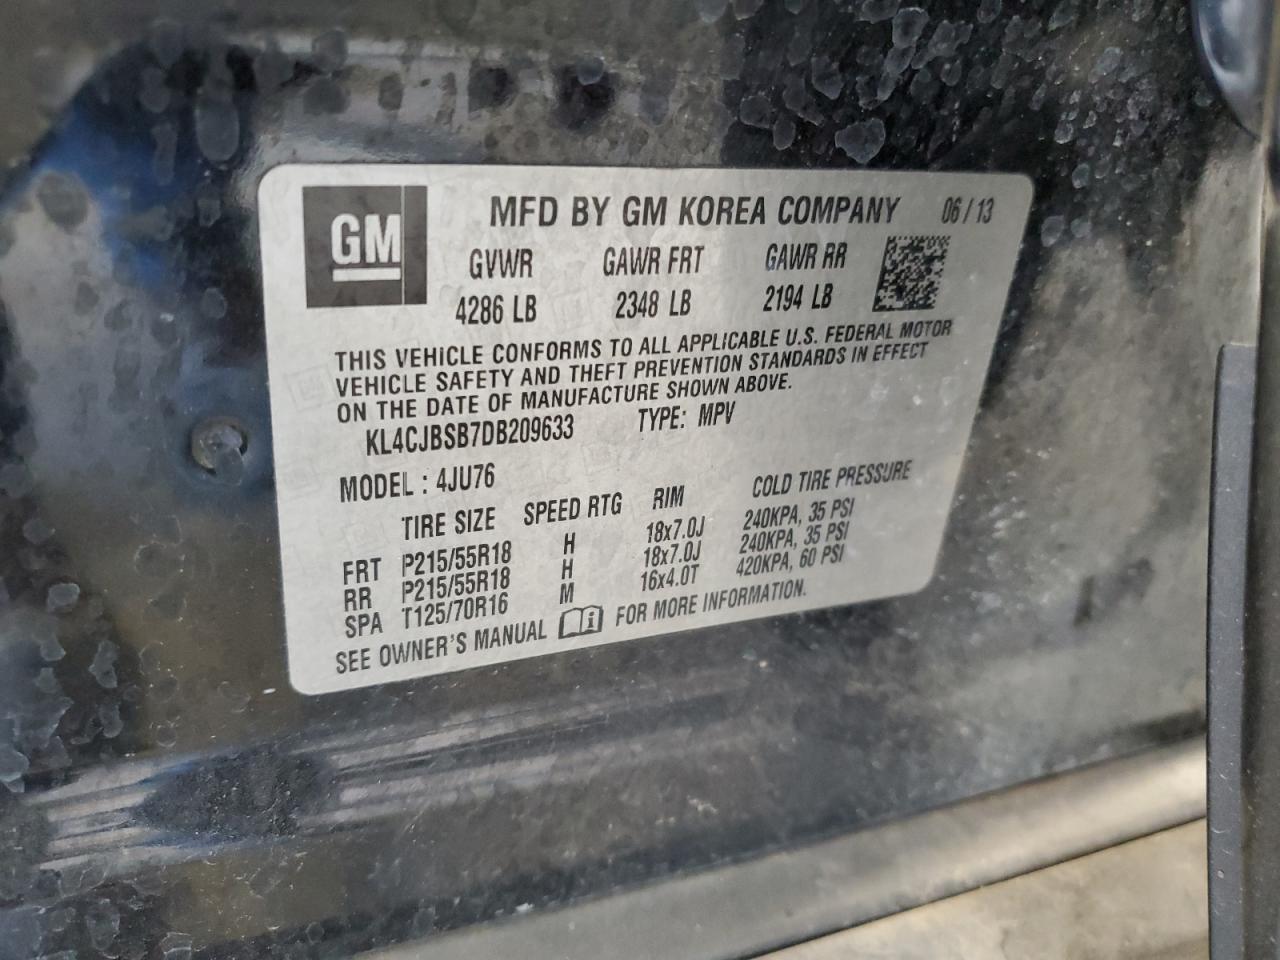 GM
MFD BY GM KOREA COMPANY 06/13
GVWR GAWR FRT GAWR RR
4286 LB 2348 LB 2194 LB
THIS VEHICLE CONFORMS TO ALL APPLICABLE U.S. FEDERAL MOTOR
VEHICLE SAFETY AND THEFT PREVENTION STANDARDS IN EFFECT
ON THE DATE OF MANUFACTURE SHOWN ABOVE.
KL4CJBSB7DB209633 TYPE: MPV
MODEL : 4JU76
TIRE SIZE SPEED RTG RIM COLD TIRE PRESSURE
FRT P215/55R18 H 18x7.0J 240KPA, 35 PSI
RR P215/55R18 H 18x7.0J 240KPA, 35 PSI
SPA T125/70R16 M 16x4.0T 420KPA, 60 PSI
SEE OWNER'S MANUAL FOR MORE INFORMATION.